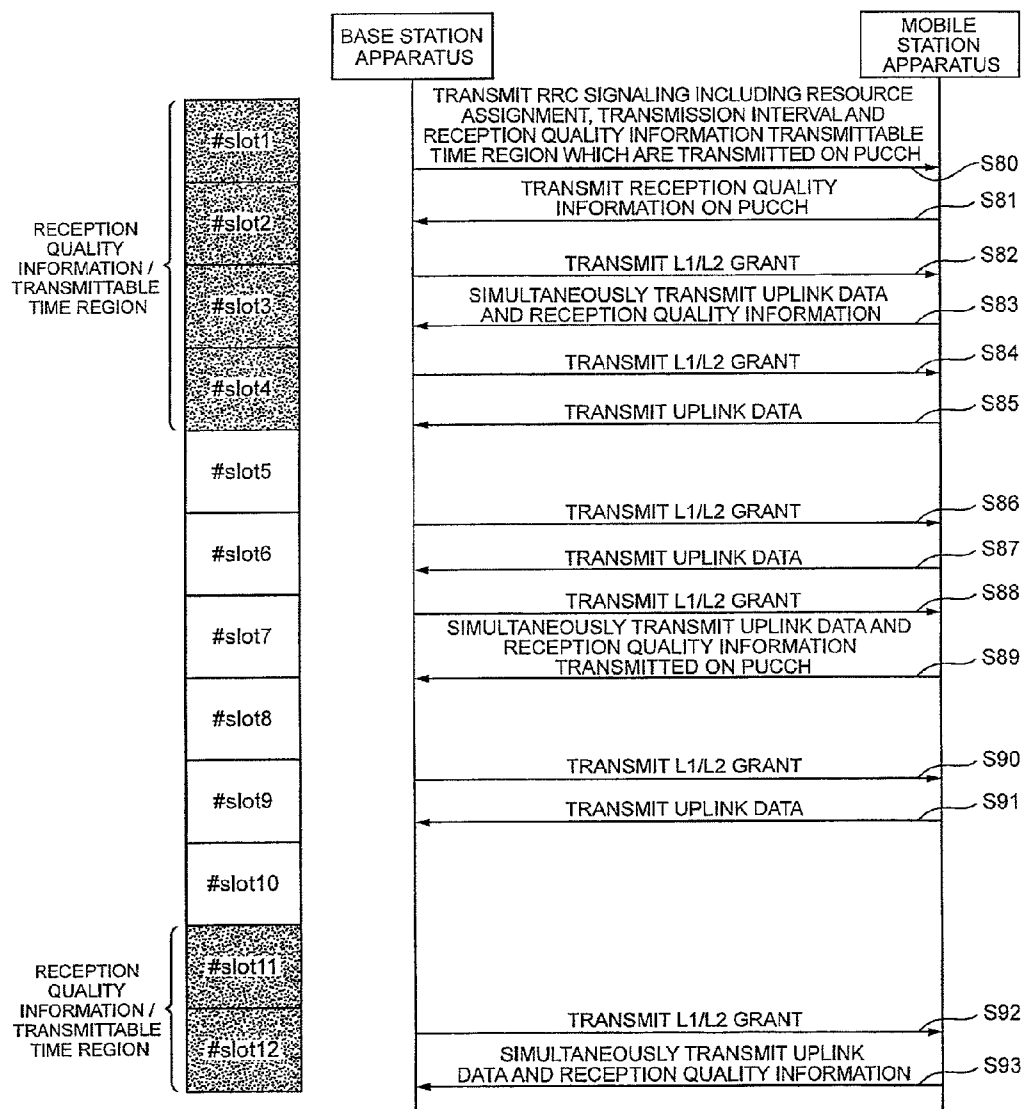 BASE STATION
APPARATUS
MOBILE
STATION
APPARATUS
RECEPTION
QUALITY
INFORMATION /
TRANSMITTABLE
TIME REGION
#slot1
#slot2
#slot3
#slot4
#slot5
#slot6
#slot7
#slot8
#slot9
#slot10
#slot11
#slot12
RECEPTION
QUALITY
INFORMATION /
TRANSMITTABLE
TIME REGION
TRANSMIT RRC SIGNALING INCLUDING RESOURCE
ASSIGNMENT, TRANSMISSION INTERVAL AND
RECEPTION QUALITY INFORMATION TRANSMITTABLE
TIME REGION WHICH ARE TRANSMITTED ON PUCCH
S80
TRANSMIT RECEPTION QUALITY
INFORMATION ON PUCCH
S81
TRANSMIT L1/L2 GRANT
S82
SIMULTANEOUSLY TRANSMIT UPLINK DATA
AND RECEPTION QUALITY INFORMATION
S83
TRANSMIT L1/L2 GRANT
S84
TRANSMIT UPLINK DATA
S85
TRANSMIT L1/L2 GRANT
S86
TRANSMIT UPLINK DATA
S87
TRANSMIT L1/L2 GRANT
S88
SIMULTANEOUSLY TRANSMIT UPLINK DATA AND
RECEPTION QUALITY INFORMATION
TRANSMITTED ON PUCCH
S89
TRANSMIT L1/L2 GRANT
S90
TRANSMIT UPLINK DATA
S91
TRANSMIT L1/L2 GRANT
S92
SIMULTANEOUSLY TRANSMIT UPLINK
DATA AND RECEPTION QUALITY INFORMATION
S93